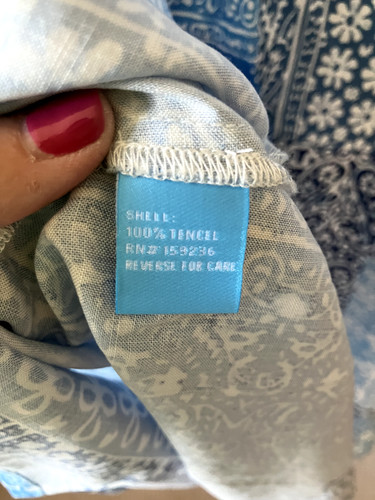 SHELL:
100% TENCEL
RN# 159236
REVERSE FOR CARE